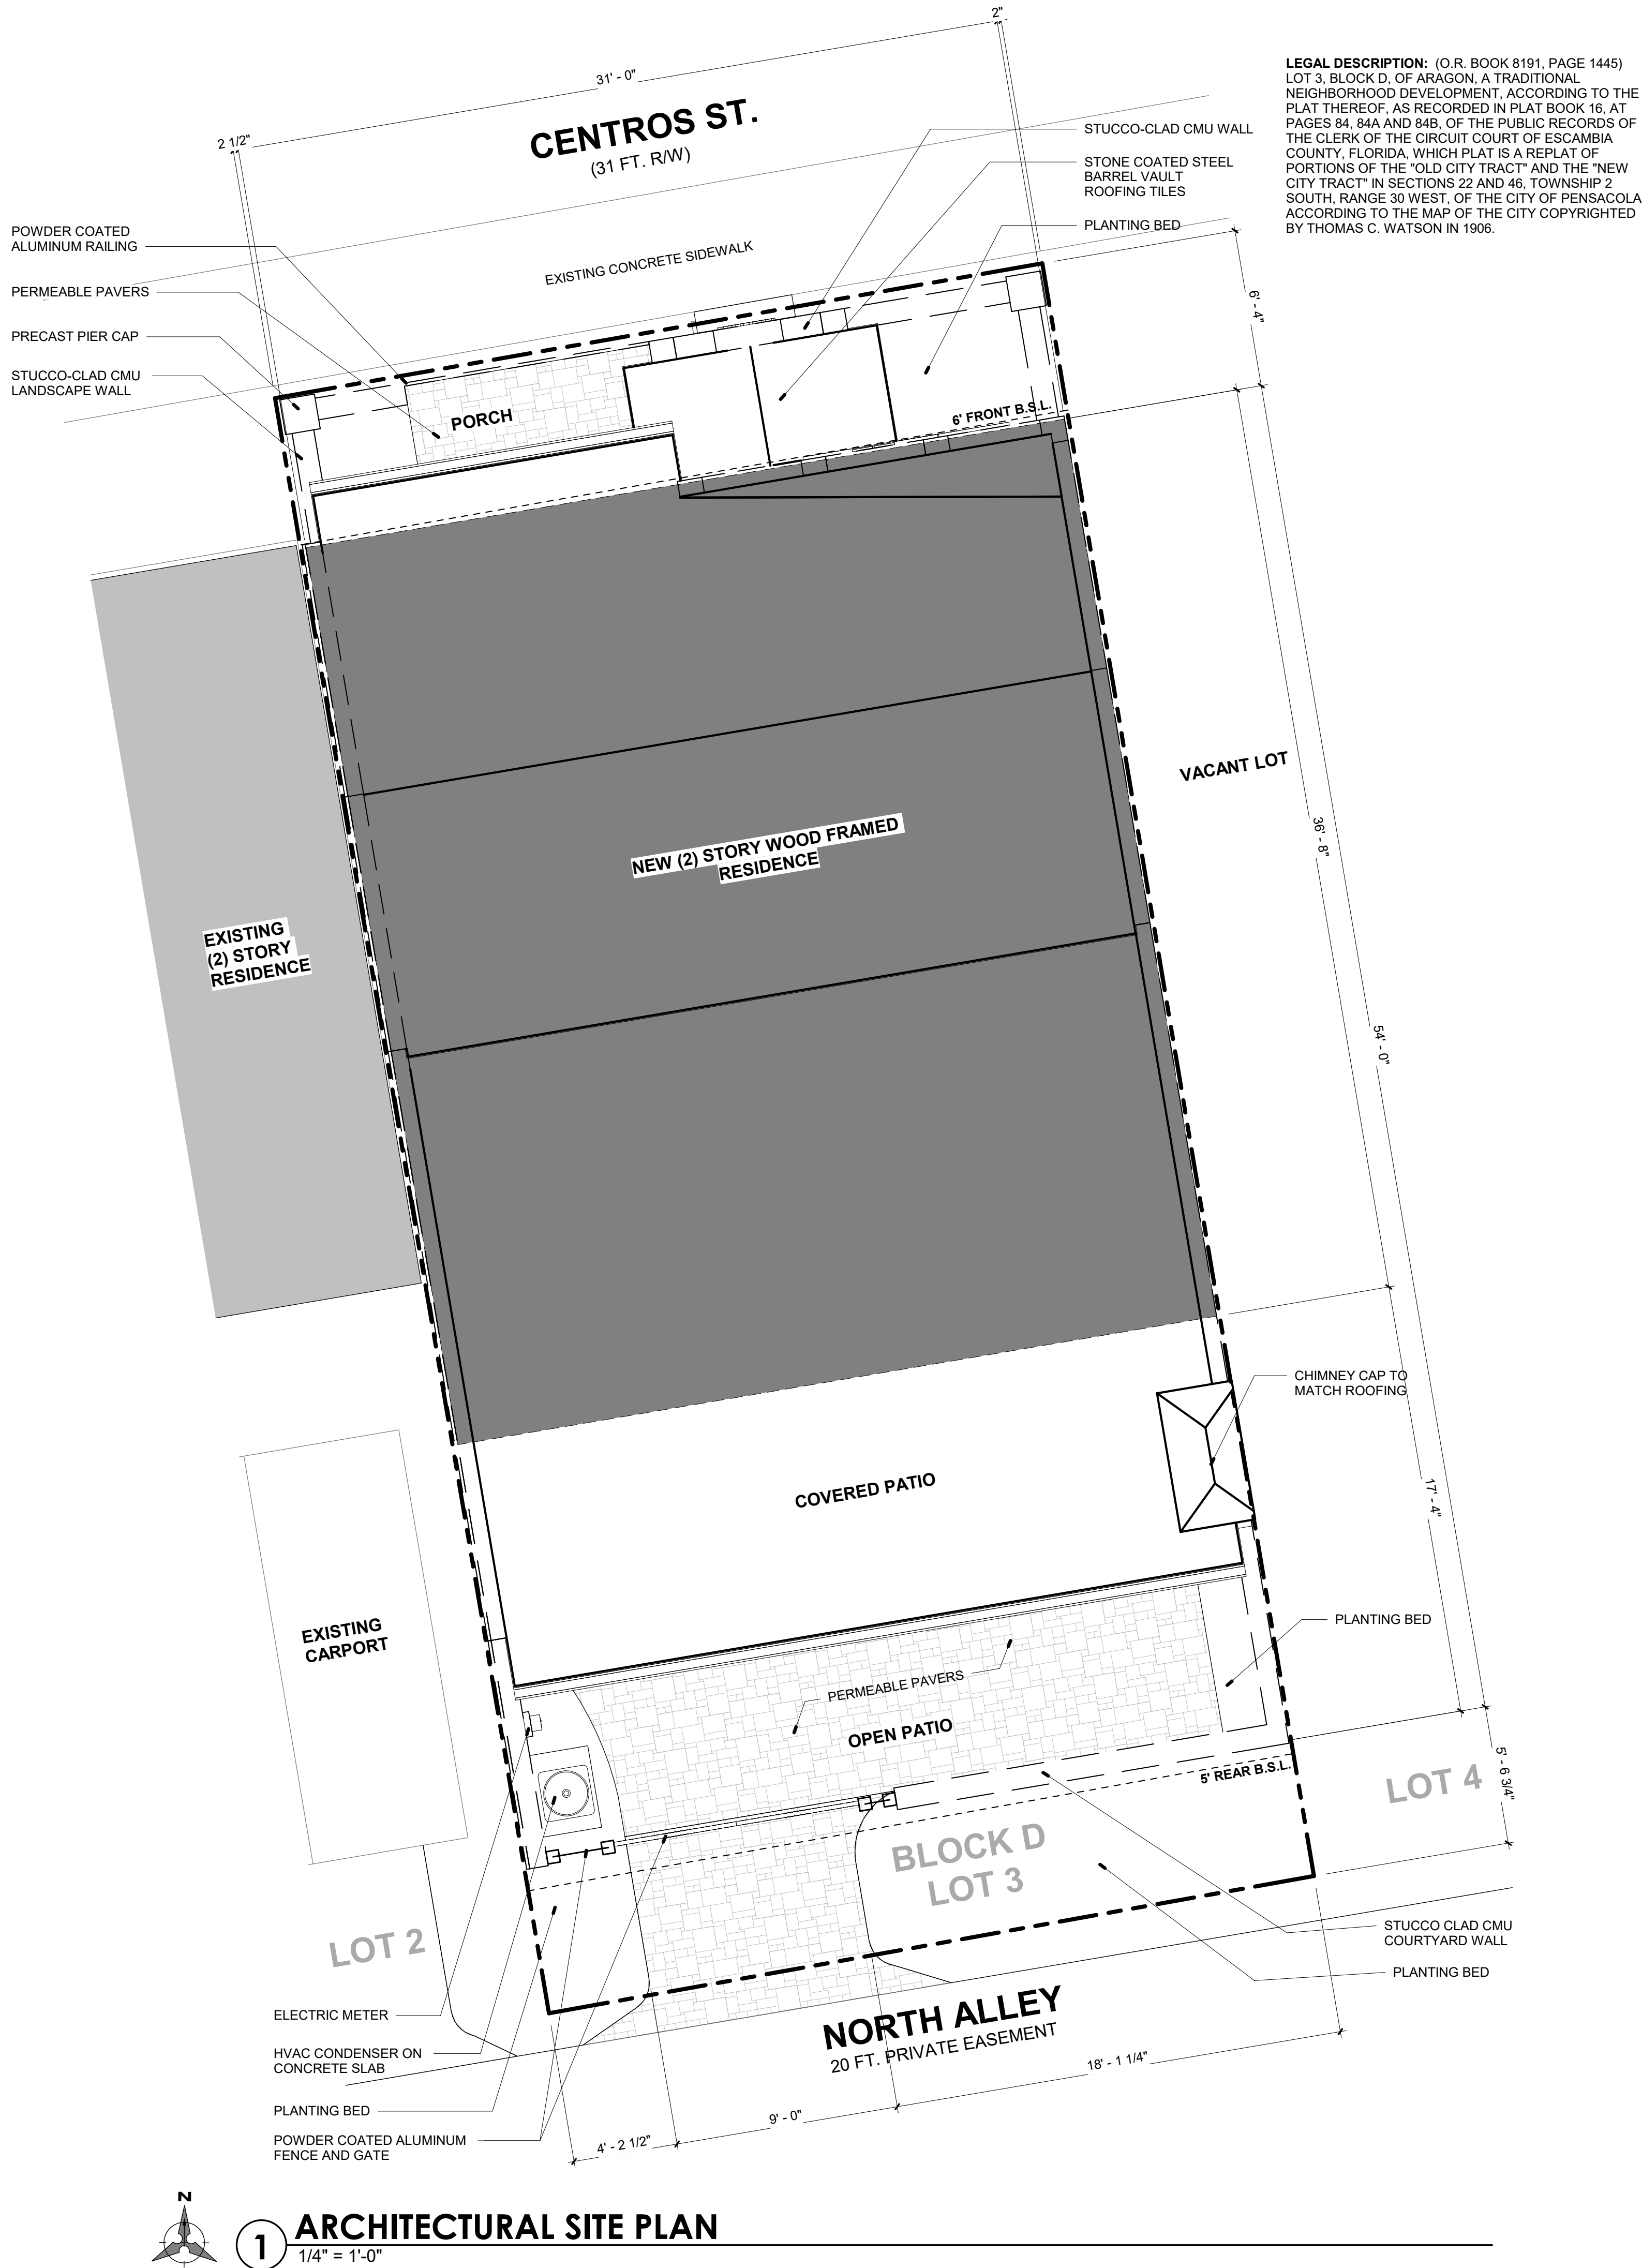 2"
31' - 0"
2 1/2"
CENTROS ST.
(31 FT. R/W)
LEGAL DESCRIPTION: (O.R. BOOK 8191, PAGE 1445)
LOT 3, BLOCK D, OF ARAGON, A TRADITIONAL
NEIGHBORHOOD DEVELOPMENT, ACCORDING TO THE
PLAT THEREOF, AS RECORDED IN PLAT BOOK 16, AT
PAGES 84, 84A AND 84B, OF THE PUBLIC RECORDS OF
THE CLERK OF THE CIRCUIT COURT OF ESCAMBIA
COUNTY, FLORIDA, WHICH PLAT IS A REPLAT OF
PORTIONS OF THE "OLD CITY TRACT" AND THE "NEW
CITY TRACT" IN SECTIONS 22 AND 46, TOWNSHIP 2
SOUTH, RANGE 30 WEST, OF THE CITY OF PENSACOLA
ACCORDING TO THE MAP OF THE CITY COPYRIGHTED
BY THOMAS C. WATSON IN 1906.
STUCCO-CLAD CMU WALL
STONE COATED STEEL
BARREL VAULT
ROOFING TILES
PLANTING BED
POWDER COATED
ALUMINUM RAILING
PERMEABLE PAVERS
PRECAST PIER CAP
STUCCO-CLAD CMU
LANDSCAPE WALL
EXISTING CONCRETE SIDEWALK
6' - 4"
PORCH
6' FRONT B.S.L.
VACANT LOT
36' - 8"
NEW (2) STORY WOOD FRAMED
RESIDENCE
EXISTING
(2) STORY
RESIDENCE
54' - 0"
CHIMNEY CAP TO
MATCH ROOFING
COVERED PATIO
17' - 4"
EXISTING
CARPORT
PLANTING BED
PERMEABLE PAVERS
OPEN PATIO
5' REAR B.S.L.
LOT 4
5' - 6 3/4"
BLOCK D
LOT 3
LOT 2
STUCCO CLAD CMU
COURTYARD WALL
PLANTING BED
ELECTRIC METER
HVAC CONDENSER ON
CONCRETE SLAB
PLANTING BED
POWDER COATED ALUMINUM
FENCE AND GATE
NORTH ALLEY
20 FT. PRIVATE EASEMENT
18' - 1 1/4"
9' - 0"
4' - 2 1/2"
N
1
ARCHITECTURAL SITE PLAN
1/4" = 1'-0"